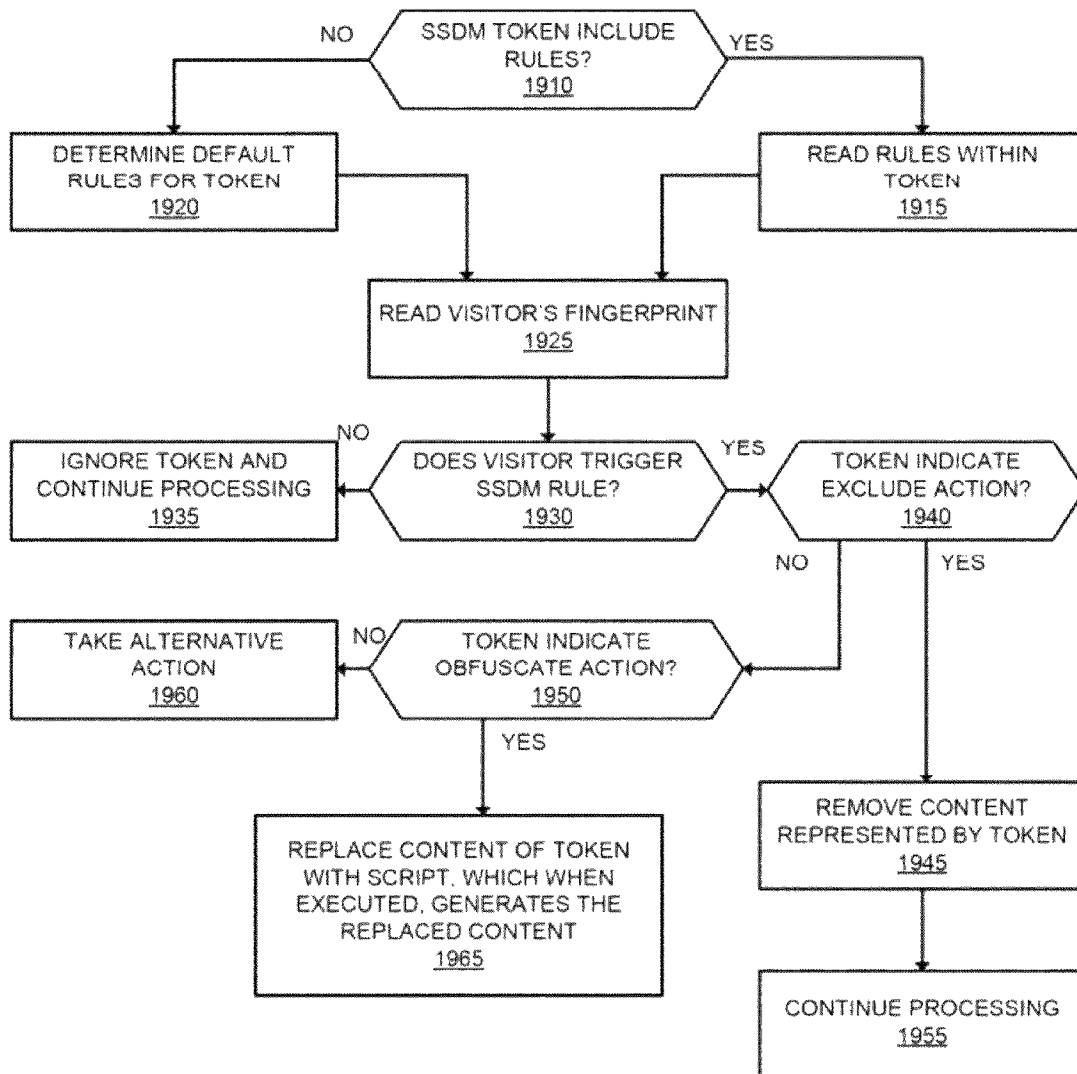 SSDM TOKEN INCLUDE
RULES?
1910
NO
YES
DETERMINE DEFAULT
RULE3 FOR TOKEN
1920
READ RULES WITHIN
TOKEN
1915
READ VISITOR'S FINGERPRINT
1925
NO
YES
IGNORE TOKEN AND
CONTINUE PROCESSING
1935
DOES VISITOR TRIGGER
SSDM RULE?
1930
TOKEN INDICATE
EXCLUDE ACTION?
1940
NO
YES
TAKE ALTERNATIVE
ACTION
1960
NO
TOKEN INDICATE
OBFUSCATE ACTION?
1950
YES
REPLACE CONTENT OF TOKEN
WITH SCRIPT, WHICH WHEN
EXECUTED, GENERATES THE
REPLACED CONTENT
1965
REMOVE CONTENT
REPRESENTED BY TOKEN
1945
CONTINUE PROCESSING
1955